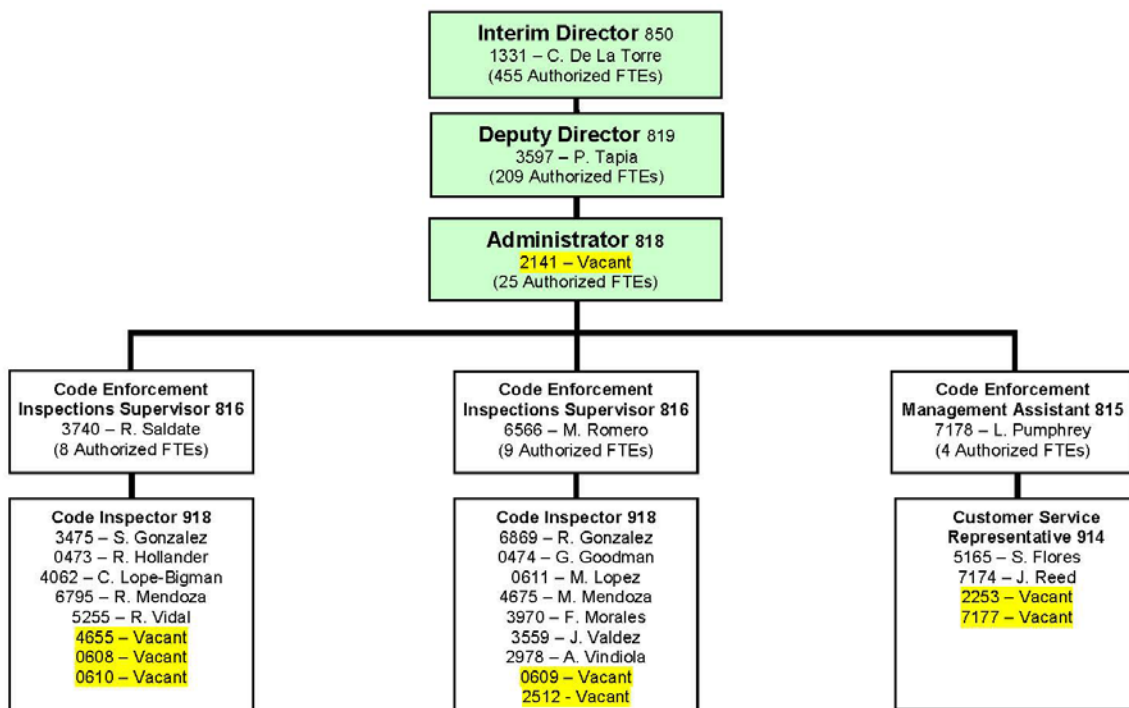 Interim Director 850
1331 – C. De La Torre
(455 Authorized FTEs)
Deputy Director 819
3597 – P. Tapia
(209 Authorized FTEs)
Administrator 818
2141 – Vacant
(25 Authorized FTEs)
Code Enforcement
Inspections Supervisor 816
3740 – R. Saldate
(8 Authorized FTEs)
Code Enforcement
Inspections Supervisor 816
6566 – M. Romero
(9 Authorized FTEs)
Code Enforcement
Management Assistant 815
7178 – L. Pumphrey
(4 Authorized FTEs)
Code Inspector 918
3475 – S. Gonzalez
0473 – R. Hollander
4062 – C. Lope-Bigman
6795 – R. Mendoza
5255 – R. Vidal
4655 – Vacant
0608 – Vacant
0610 – Vacant
Code Inspector 918
6869 – R. Gonzalez
0474 – G. Goodman
0611 – M. Lopez
4675 – M. Mendoza
3970 – F. Morales
3559 – J. Valdez
2978 – A. Vindiola
0609 – Vacant
2512 - Vacant
Customer Service
Representative 914
5165 – S. Flores
7174 – J. Reed
2253 – Vacant
7177 – Vacant